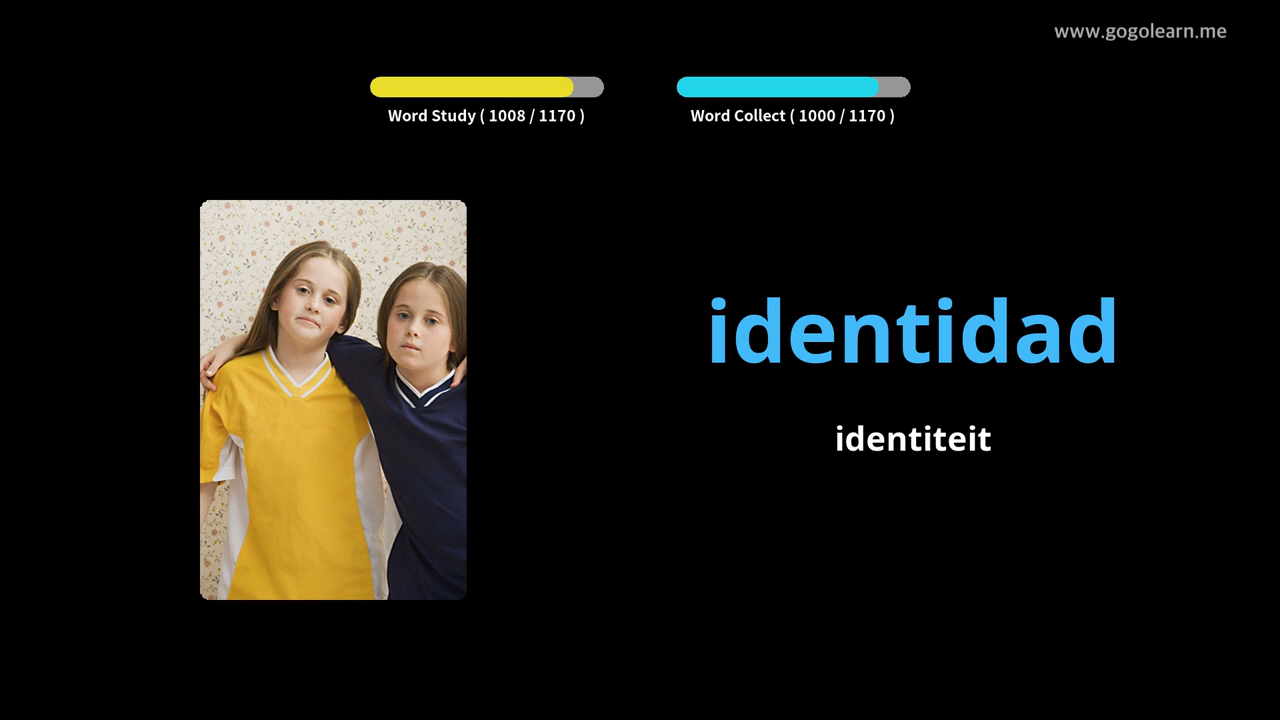 www.gogolearn.me
Word Study ( 1008 / 1170 )
Word Collect ( 1000 / 1170 )
identidad
identiteit